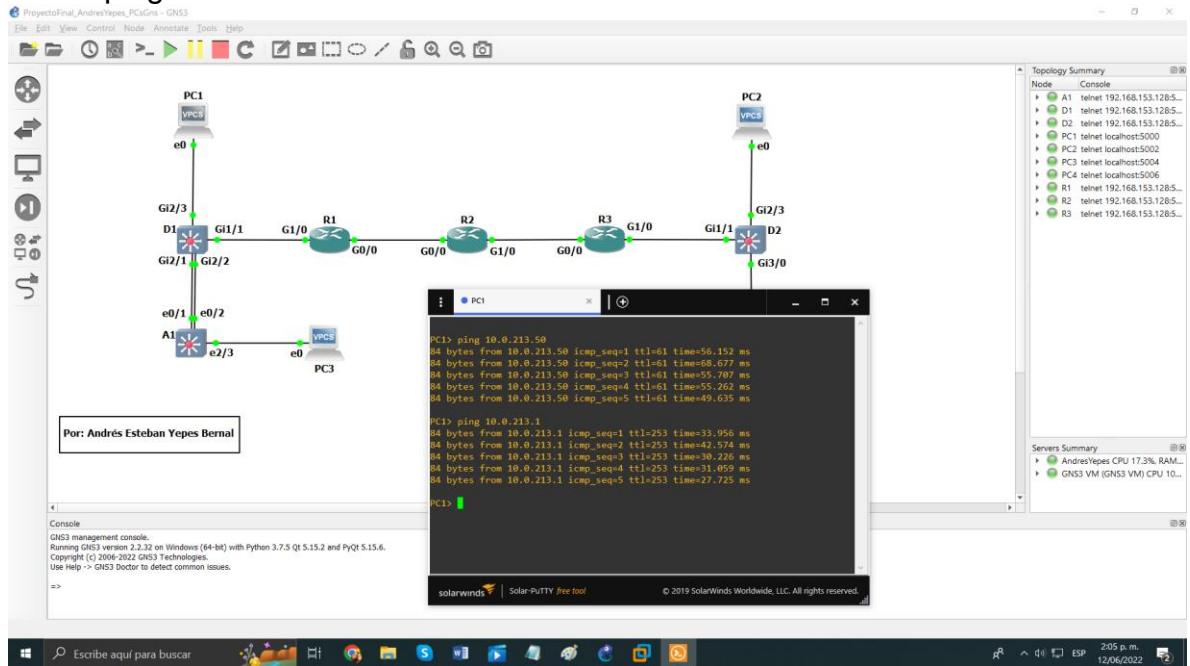 ProyectoFinal_AndresYepes_PCsGns - GNS3
File Edit View Control Node Annotate Tools Help
PC1
VPCS
e0
PC2
VPCS
e0
Gi2/3
D1
Gi1/1
G1/0
R1
G0/0
G0/0
R2
G1/0
G0/0
R3
G1/0
Gi1/1
Gi2/3
D2
Gi2/1
Gi2/2
Gi3/0
e0/1
e0/2
A1
e2/3
e0
VPCS
PC3
Por: Andrés Esteban Yepes Bernal
PC1
PC1> ping 10.0.213.50
84 bytes from 10.0.213.50 icmp_seq=1 ttl=61 time=56.152 ms
84 bytes from 10.0.213.50 icmp_seq=2 ttl=61 time=68.677 ms
84 bytes from 10.0.213.50 icmp_seq=3 ttl=61 time=55.707 ms
84 bytes from 10.0.213.50 icmp_seq=4 ttl=61 time=55.262 ms
84 bytes from 10.0.213.50 icmp_seq=5 ttl=61 time=49.635 ms
PC1> ping 10.0.213.1
84 bytes from 10.0.213.1 icmp_seq=1 ttl=253 time=33.956 ms
84 bytes from 10.0.213.1 icmp_seq=2 ttl=253 time=42.574 ms
84 bytes from 10.0.213.1 icmp_seq=3 ttl=253 time=30.226 ms
84 bytes from 10.0.213.1 icmp_seq=4 ttl=253 time=31.059 ms
84 bytes from 10.0.213.1 icmp_seq=5 ttl=253 time=27.725 ms
PC1>
solarwinds | Solar-PuTTY free tool © 2019 SolarWinds Worldwide, LLC. All rights reserved.
Topology Summary
Node Console
A1 telnet 192.168.153.128:5...
D1 telnet 192.168.153.128:5...
D2 telnet 192.168.153.128:5...
PC1 telnet localhost:5000
PC2 telnet localhost:5002
PC3 telnet localhost:5004
PC4 telnet localhost:5006
R1 telnet 192.168.153.128:5...
R2 telnet 192.168.153.128:5...
R3 telnet 192.168.153.128:5...
Servers Summary
AndresYepes CPU 17.3%, RAM...
GNS3 VM (GNS3 VM) CPU 10...
Console
GNS3 management console.
Running GNS3 version 2.2.32 on Windows (64-bit) with Python 3.7.5 Qt 5.15.2 and PyQt 5.15.6.
Copyright (c) 2006-2022 GNS3 Technologies.
Use Help -> GNS3 Doctor to detect common issues.
=>
Escribe aquí para buscar
ESP
2:05 p. m.
12/06/2022